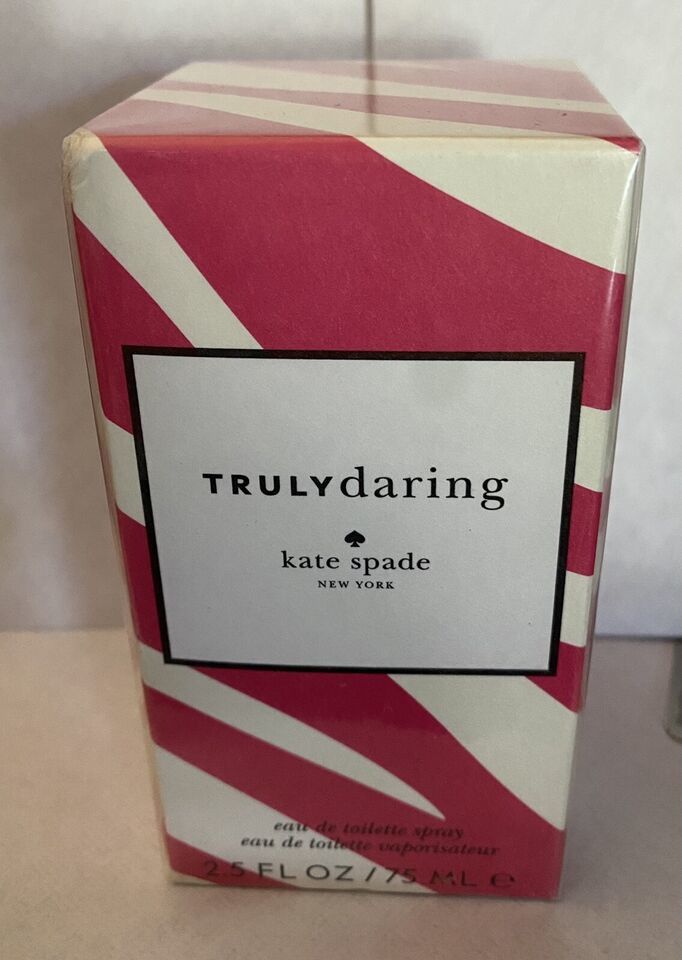 TRULYdaring
kate spade
NEW YORK
eau de toilette spray
eau de toilette vaporisateur
2.5 FL OZ / 75 ML ℮